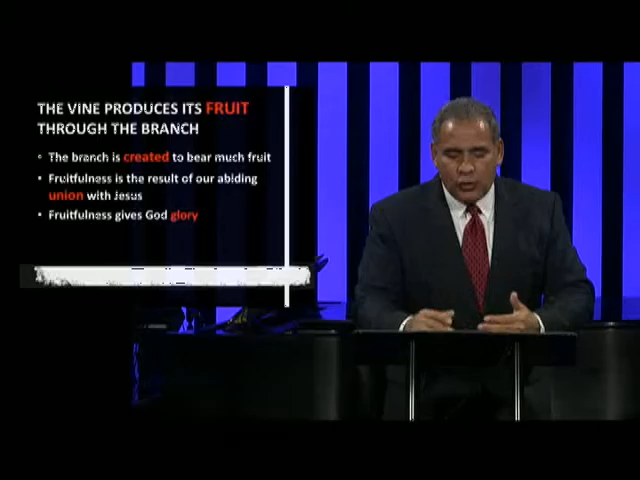 THE VINE PRODUCES ITS FRUIT
THROUGH THE BRANCH
• The branch is created to bear much fruit
• Fruitfulness is the result of our abiding
union with Jesus
• Fruitfulness gives God glory